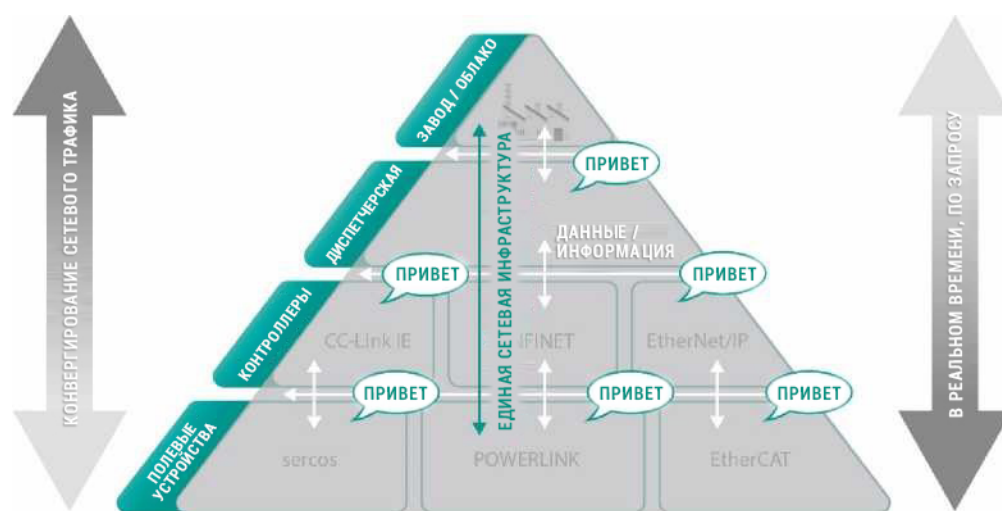 ЗАВОД / ОБЛАКО
ДИСПЕТЧЕРСКАЯ
КОНТРОЛЛЕРЫ
ПОЛЕВЫЕ
УСТРОЙСТВА
КОНВЕРГИРОВАНИЕ СЕТЕВОГО ТРАФИКА
ЕДИНАЯ СЕТЕВАЯ ИНФРАСТРУКТУРА
В РЕАЛЬНОМ ВРЕМЕНИ, ПО ЗАПРОСУ
ПРИВЕТ
ДАННЫЕ /
ИНФОРМАЦИЯ
ПРИВЕТ
ПРИВЕТ
CC-Link IE
EtherNet/IP
ПРИВЕТ
ПРИВЕТ
ПРИВЕТ
sercos
POWERLINK
EtherCAT